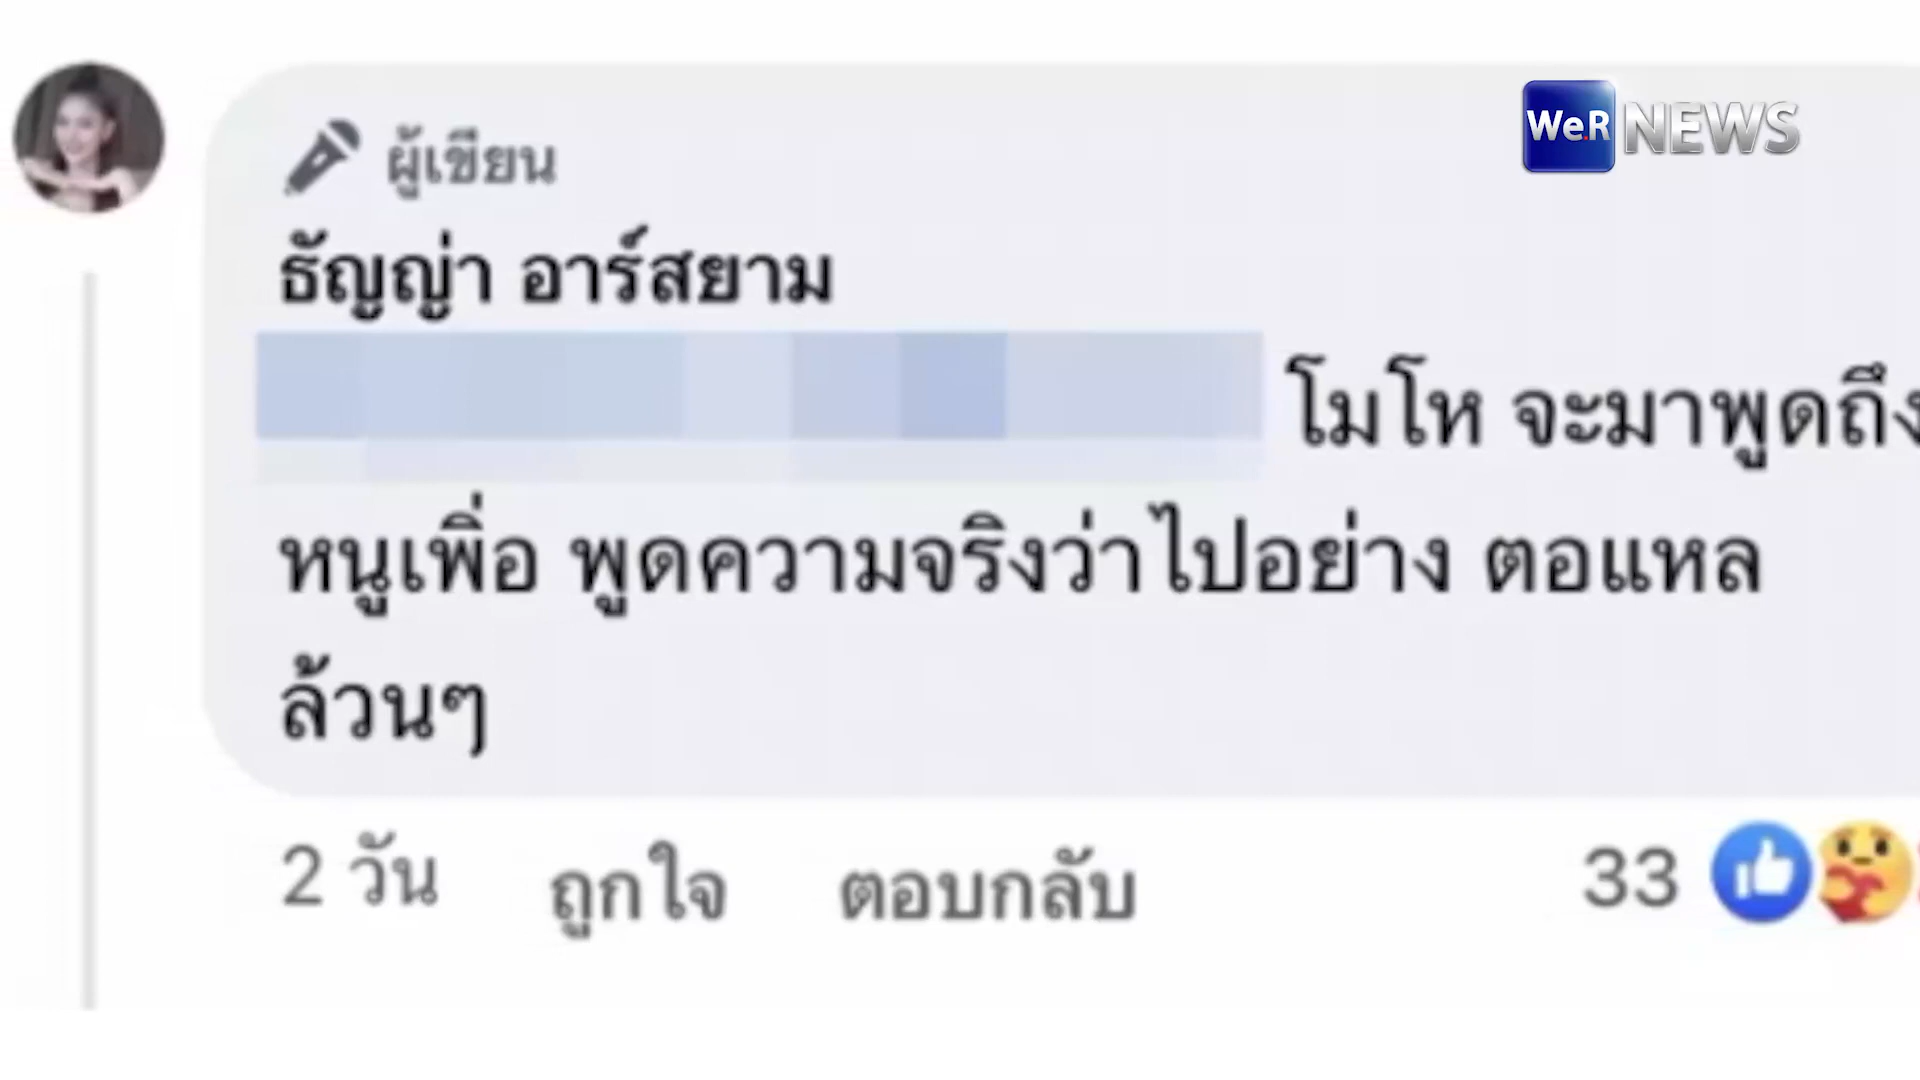 WeR NEWS
ผู้เขียน
ธัญญ่า อาร์สยาม
โมโห จะมาพูดถึง
หนูเพิ่อ พูดความจริงว่าไปอย่าง ตอแหล
ล้วนๆ
2 วัน ถูกใจ ตอบกลับ 33